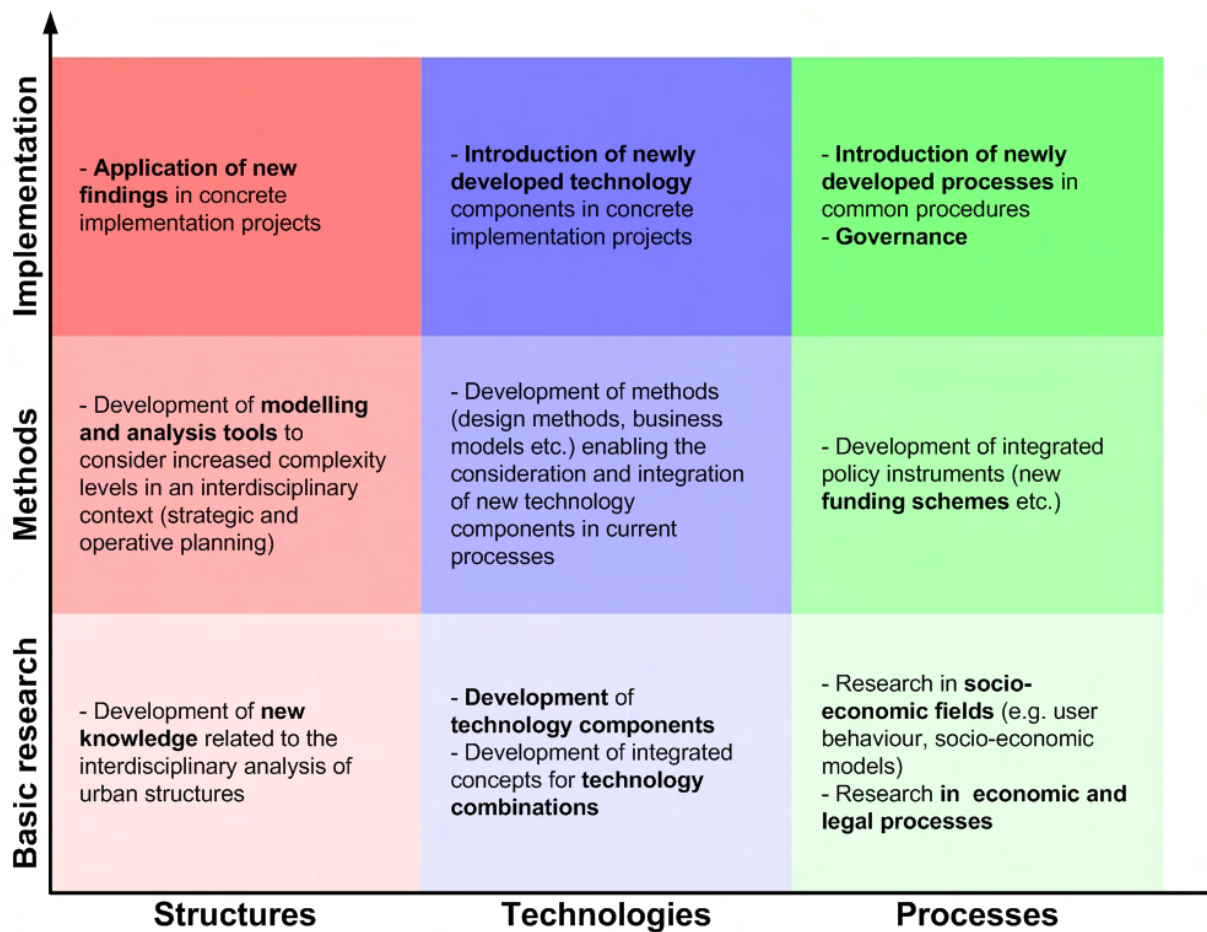 Implementation
- Application of new
findings in concrete
implementation projects
- Introduction of newly
developed technology
components in concrete
implementation projects
- Introduction of newly
developed processes in
common procedures
- Governance
Methods
- Development of modelling
and analysis tools to
consider increased complexity
levels in an interdisciplinary
context (strategic and
operative planning)
- Development of methods
(design methods, business
models etc.) enabling the
consideration and integration
of new technology
components in current
processes
- Development of integrated
policy instruments (new
funding schemes etc.)
Basic research
- Development of new
knowledge related to the
interdisciplinary analysis of
urban structures
- Development of
technology components
- Development of integrated
concepts for technology
combinations
- Research in socio-
economic fields (e.g. user
behaviour, socio-economic
models)
- Research in  economic and
legal processes
Structures
Technologies
Processes